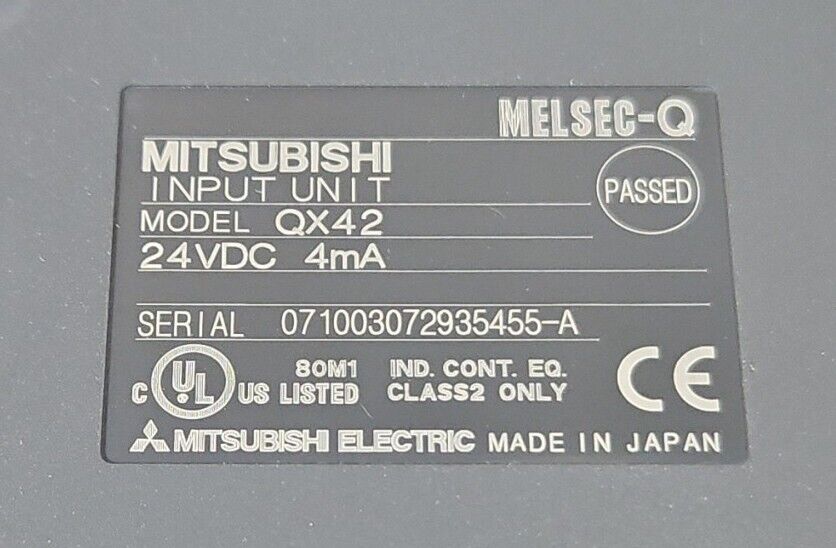 MELSEC-Q
MITSUBISHI
INPUT UNIT
PASSED
MODEL QX42
24VDC 4mA
SERIAL 071003072935455-A
C UL US LISTED 80M1 IND. CONT. EQ.
CLASS2 ONLY
CE
MITSUBISHI ELECTRIC MADE IN JAPAN